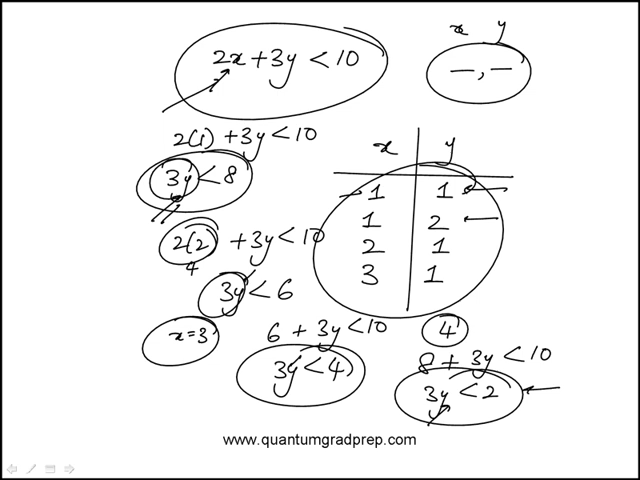 x y
2x + 3y < 10
— , —
2(1) + 3y < 10
3y < 8
x y
1 1
1 2
2 1
3 1
2(2 + 3y < 10
4
3y < 6
x = 3
6 + 3y < 10
3y < 4
4
8 + 3y < 10
3y < 2
www.quantumgradprep.com